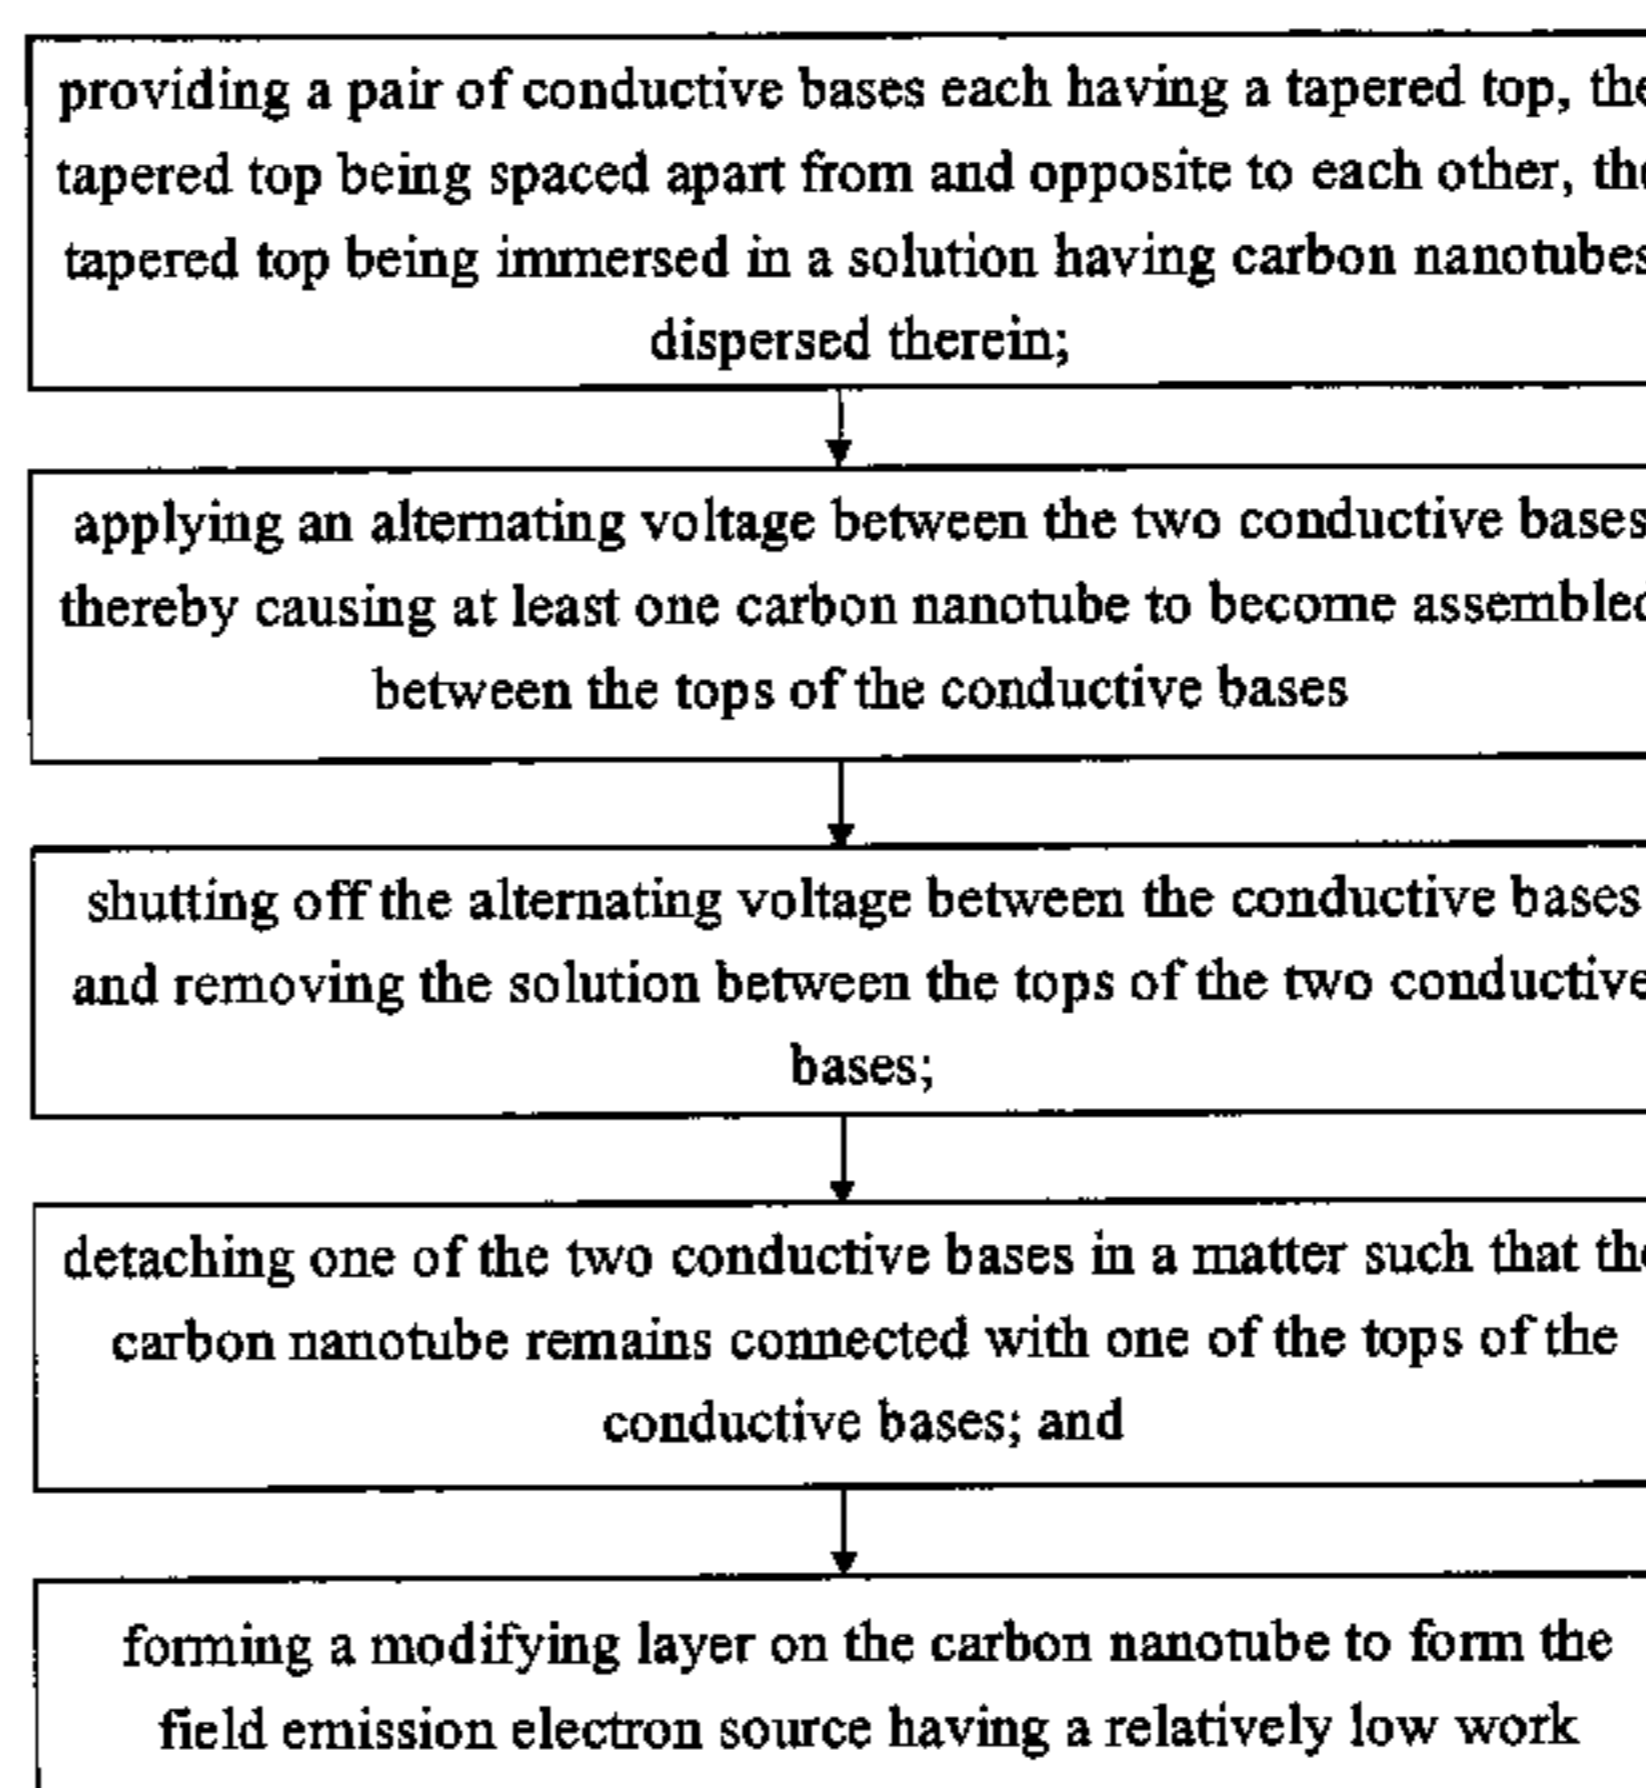 providing a pair of conductive bases each having a tapered top, the
tapered top being spaced apart from and opposite to each other, the
tapered top being immersed in a solution having carbon nanotubes
dispersed therein;
applying an alternating voltage between the two conductive bases
thereby causing at least one carbon nanotube to become assembled
between the tops of the conductive bases
shutting off the alternating voltage between the conductive bases
and removing the solution between the tops of the two conductive
bases;
detaching one of the two conductive bases in a matter such that the
carbon nanotube remains connected with one of the tops of the
conductive bases; and
forming a modifying layer on the carbon nanotube to form the
field emission electron source having a relatively low work